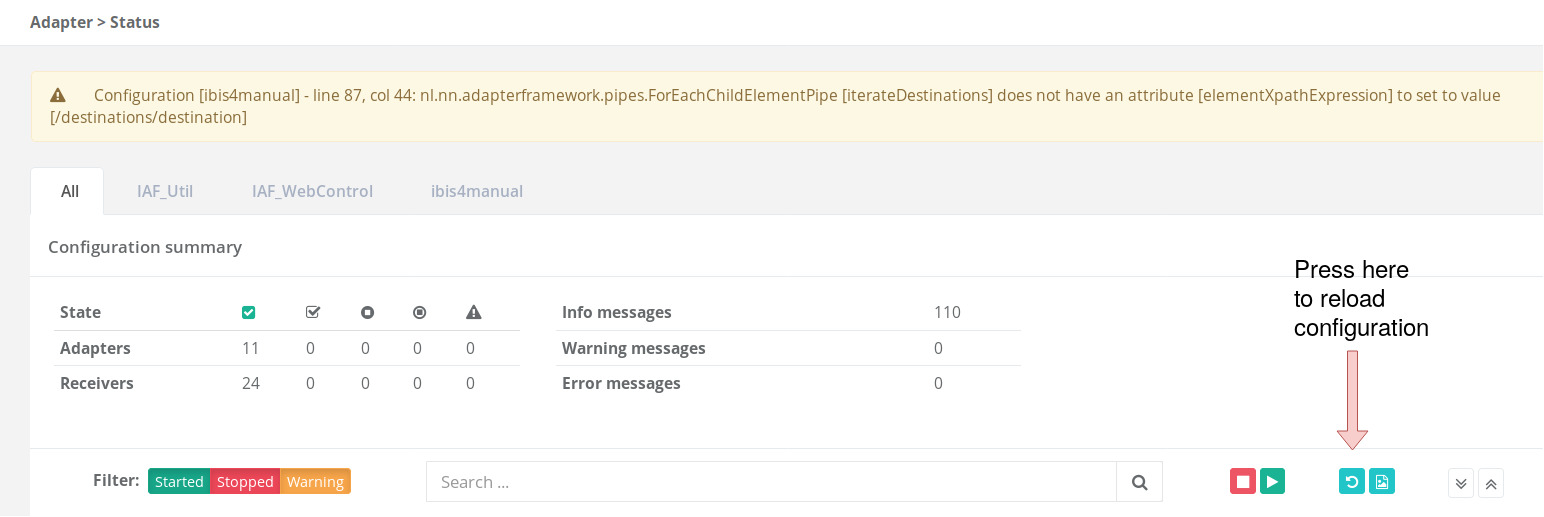 Adapter > Status
Configuration [ibis4manual] - line 87, col 44: nl.nn.adapterframework.pipes.ForEachChildElementPipe [iterateDestinations] does not have an attribute [elementXpathExpression] to set to value
[/destinations/destination]
All IAF_Util IAF_WebControl ibis4manual
Configuration summary
Press here
to reload
configuration
State
Adapters 11 0 0 0 0
Receivers 24 0 0 0 0
Info messages 110
Warning messages 0
Error messages 0
Filter: Started Stopped Warning Search ...